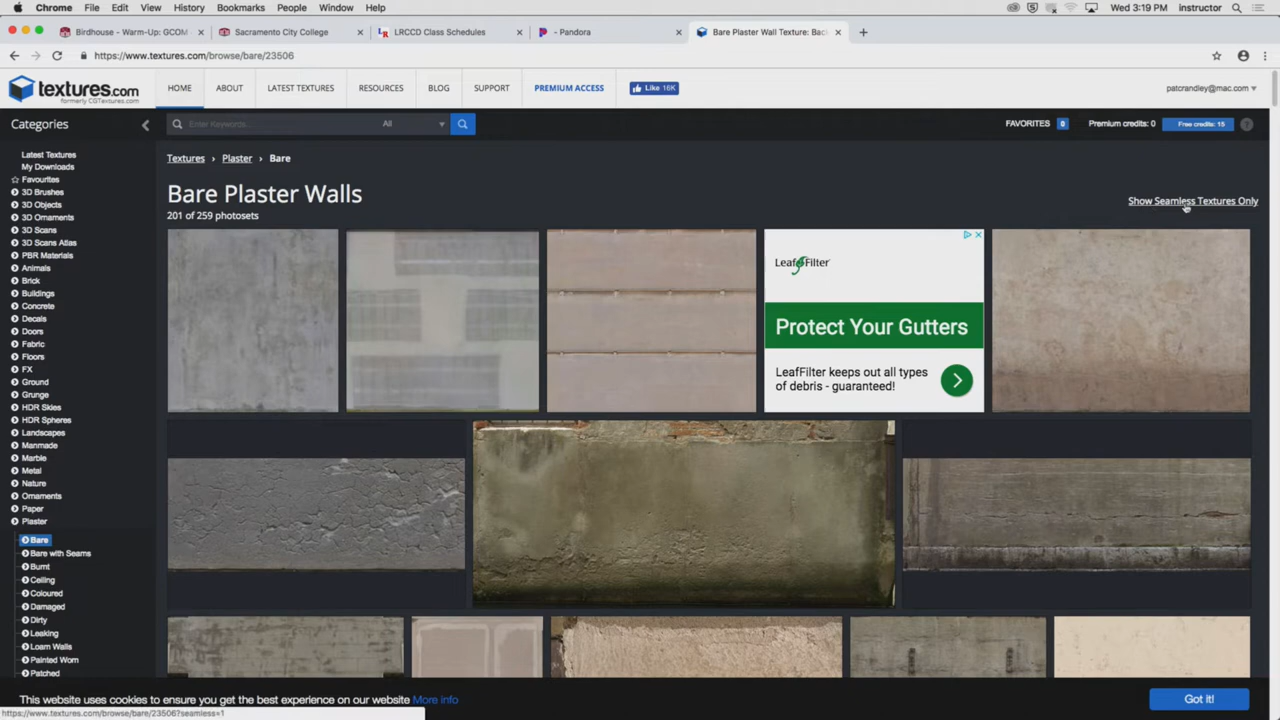 Chrome File Edit View History Bookmarks People Window Help
Wed 3:19 PM instructor
Birdhouse - Warm-Up: GCOM
Sacramento City College
LRCCD Class Schedules
- Pandora
Bare Plaster Wall Texture: Bac
https://www.textures.com/browse/bare/23506
textures.com
formerly CGTextures.com
HOME ABOUT LATEST TEXTURES RESOURCES BLOG SUPPORT PREMIUM ACCESS
Like 16K
patcrandley@mac.com
Categories
Enter Keywords...
All
FAVORITES 0
Premium credits: 0
Free credits: 15
?
Latest Textures
My Downloads
Favourites
3D Brushes
3D Objects
3D Ornaments
3D Scans
3D Scans Atlas
PBR Materials
Animals
Brick
Buildings
Concrete
Decals
Doors
Fabric
Floors
FX
Ground
Grunge
HDR Skies
HDR Spheres
Landscapes
Manmade
Marble
Metal
Nature
Ornaments
Paper
Plaster
Bare
Bare with Seams
Burnt
Ceiling
Coloured
Damaged
Dirty
Leaking
Loam Walls
Painted Worn
Patched
Textures › Plaster › Bare
Bare Plaster Walls
201 of 259 photosets
Show Seamless Textures Only
LeafFilter
Protect Your Gutters
LeafFilter keeps out all types
of debris - guaranteed!
This website uses cookies to ensure you get the best experience on our website More info
Got it!
https://www.textures.com/browse/bare/23506?seamless=1